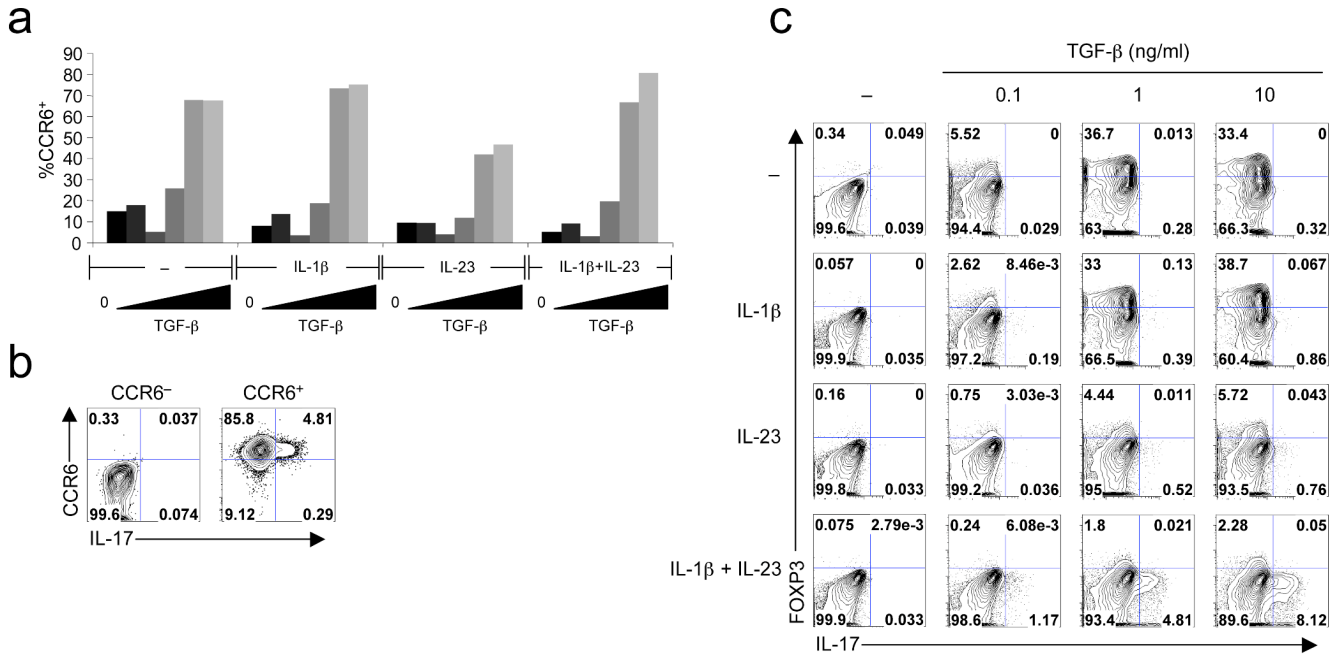 a
%CCR6+
90
80
70
60
50
40
30
20
10
0
– IL-1β IL-23 IL-1β+IL-23
0 0 0 0
TGF-β TGF-β TGF-β TGF-β
b
CCR6– CCR6+
0.33 0.037 85.8 4.81
CCR6
99.6 0.074 9.12 0.29
IL-17
c
TGF-β (ng/ml)
– 0.1 1 10
0.34 0.049 5.52 0 36.7 0.013 33.4 0
–
99.6 0.039 94.4 0.029 63 0.28 66.3 0.32
0.057 0 2.62 8.46e-3 33 0.13 38.7 0.067
IL-1β
99.9 0.035 97.2 0.19 66.5 0.39 60.4 0.86
0.16 0 0.75 3.03e-3 4.44 0.011 5.72 0.043
IL-23
99.8 0.033 99.2 0.036 95 0.52 93.5 0.76
0.075 2.79e-3 0.24 6.08e-3 1.8 0.021 2.28 0.05
IL-1β + IL-23
99.9 0.033 98.6 1.17 93.4 4.81 89.6 8.12
FOXP3
IL-17